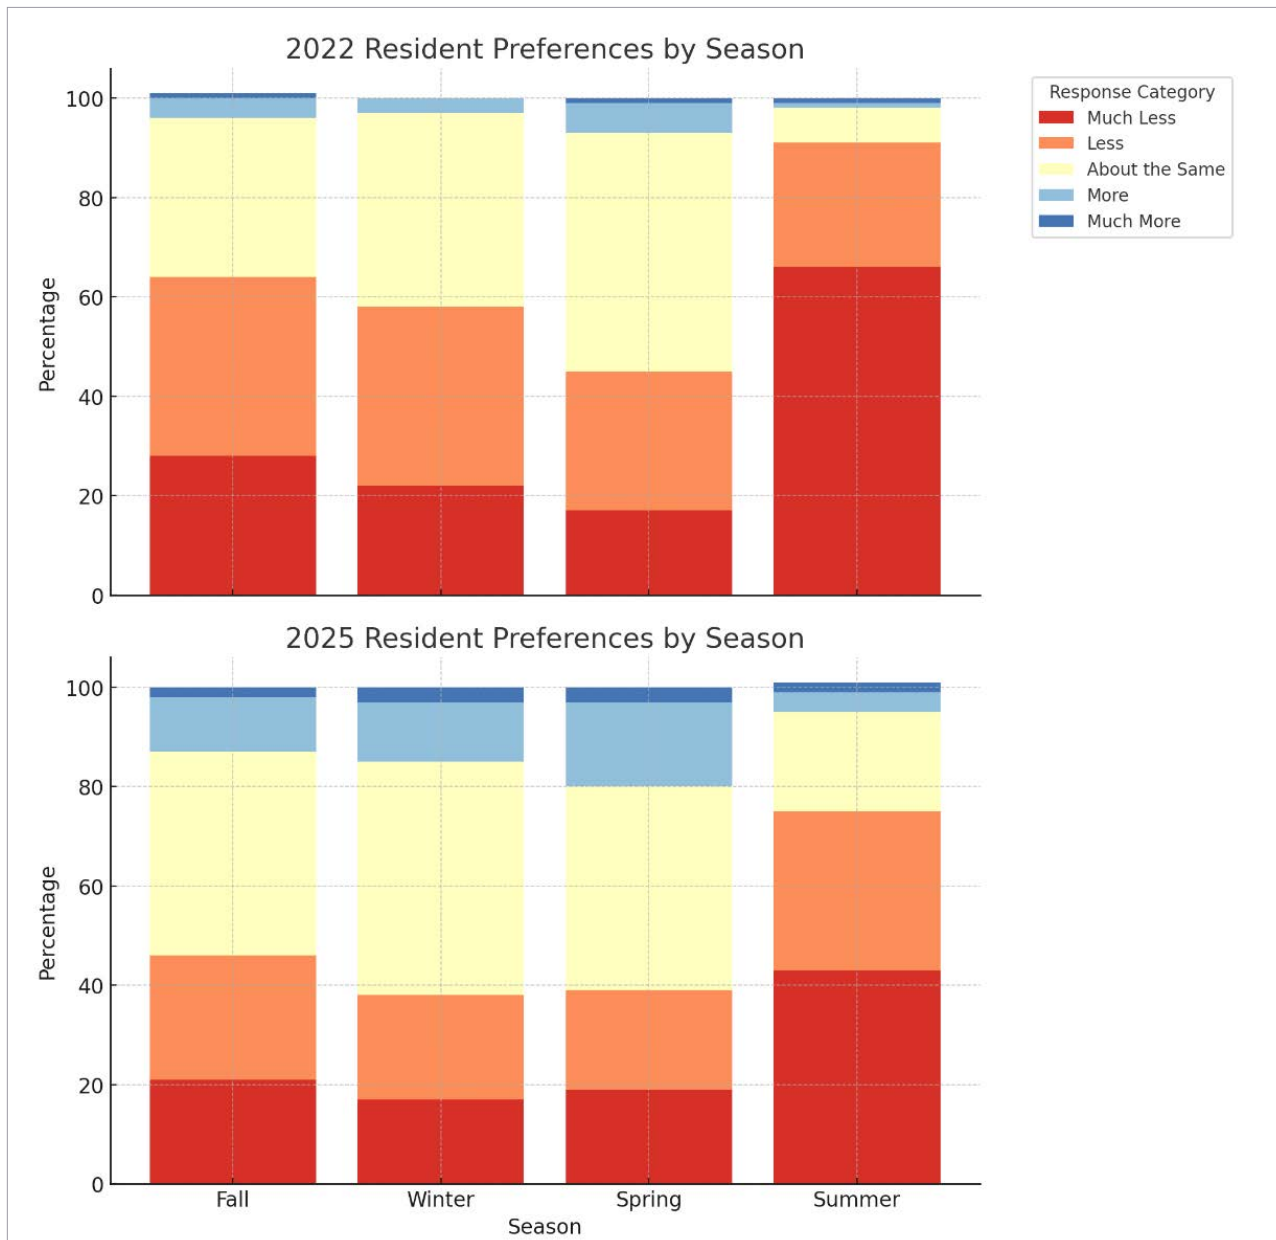 2022 Resident Preferences by Season
Percentage
100
80
60
40
20
0
Response Category
Much Less
Less
About the Same
More
Much More
2025 Resident Preferences by Season
Percentage
100
80
60
40
20
0
Fall Winter Spring Summer
Season